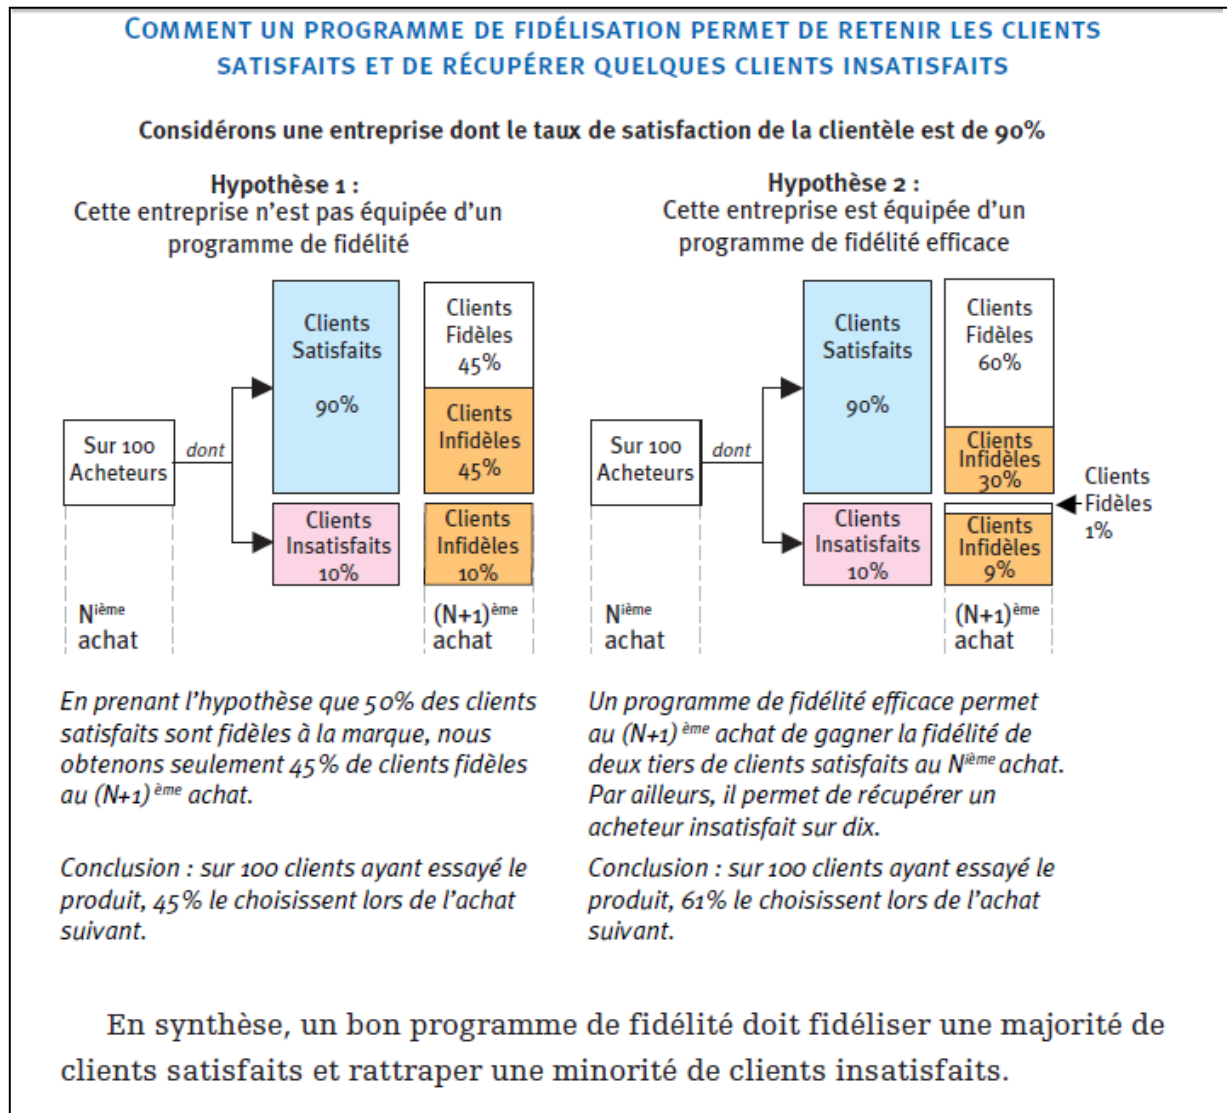 COMMENT UN PROGRAMME DE FIDÉLISATION PERMET DE RETENIR LES CLIENTS
SATISFAITS ET DE RÉCUPÉRER QUELQUES CLIENTS INSATISFAITS
Considérons une entreprise dont le taux de satisfaction de la clientèle est de 90%
Hypothèse 1 :
Cette entreprise n'est pas équipée d'un
programme de fidélité
Sur 100
Acheteurs
dont
Clients
Satisfaits
90%
Clients
Insatisfaits
10%
Clients
Fidèles
45%
Clients
Infidèles
45%
Clients
Infidèles
10%
Nième
achat
(N+1)ème
achat
En prenant l'hypothèse que 50% des clients
satisfaits sont fidèles à la marque, nous
obtenons seulement 45% de clients fidèles
au (N+1) ème achat.
Conclusion : sur 100 clients ayant essayé le
produit, 45% le choisissent lors de l'achat
suivant.
Hypothèse 2 :
Cette entreprise est équipée d'un
programme de fidélité efficace
Sur 100
Acheteurs
dont
Clients
Satisfaits
90%
Clients
Insatisfaits
10%
Clients
Fidèles
60%
Clients
Infidèles
30%
Clients
Fidèles
1%
Clients
Infidèles
9%
Nième
achat
(N+1)ème
achat
Un programme de fidélité efficace permet
au (N+1) ème achat de gagner la fidélité de
deux tiers de clients satisfaits au Nième achat.
Par ailleurs, il permet de récupérer un
acheteur insatisfait sur dix.
Conclusion : sur 100 clients ayant essayé le
produit, 61% le choisissent lors de l'achat
suivant.
En synthèse, un bon programme de fidélité doit fidéliser une majorité de
clients satisfaits et rattraper une minorité de clients insatisfaits.